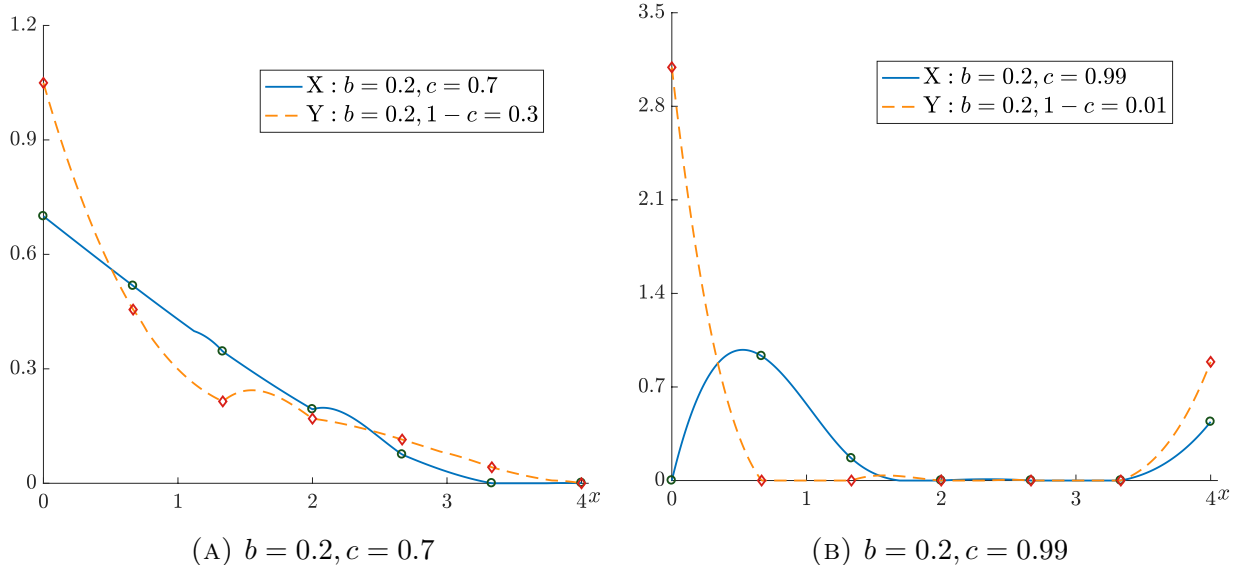 1.2
0.9
0.6
0.3
0
0
1
2
3
4
x
X : b = 0.2, c = 0.7
Y : b = 0.2, 1 − c = 0.3
(A) b = 0.2, c = 0.7
3.5
2.8
2.1
1.4
0.7
0
0
1
2
3
4
x
X : b = 0.2, c = 0.99
Y : b = 0.2, 1 − c = 0.01
(B) b = 0.2, c = 0.99